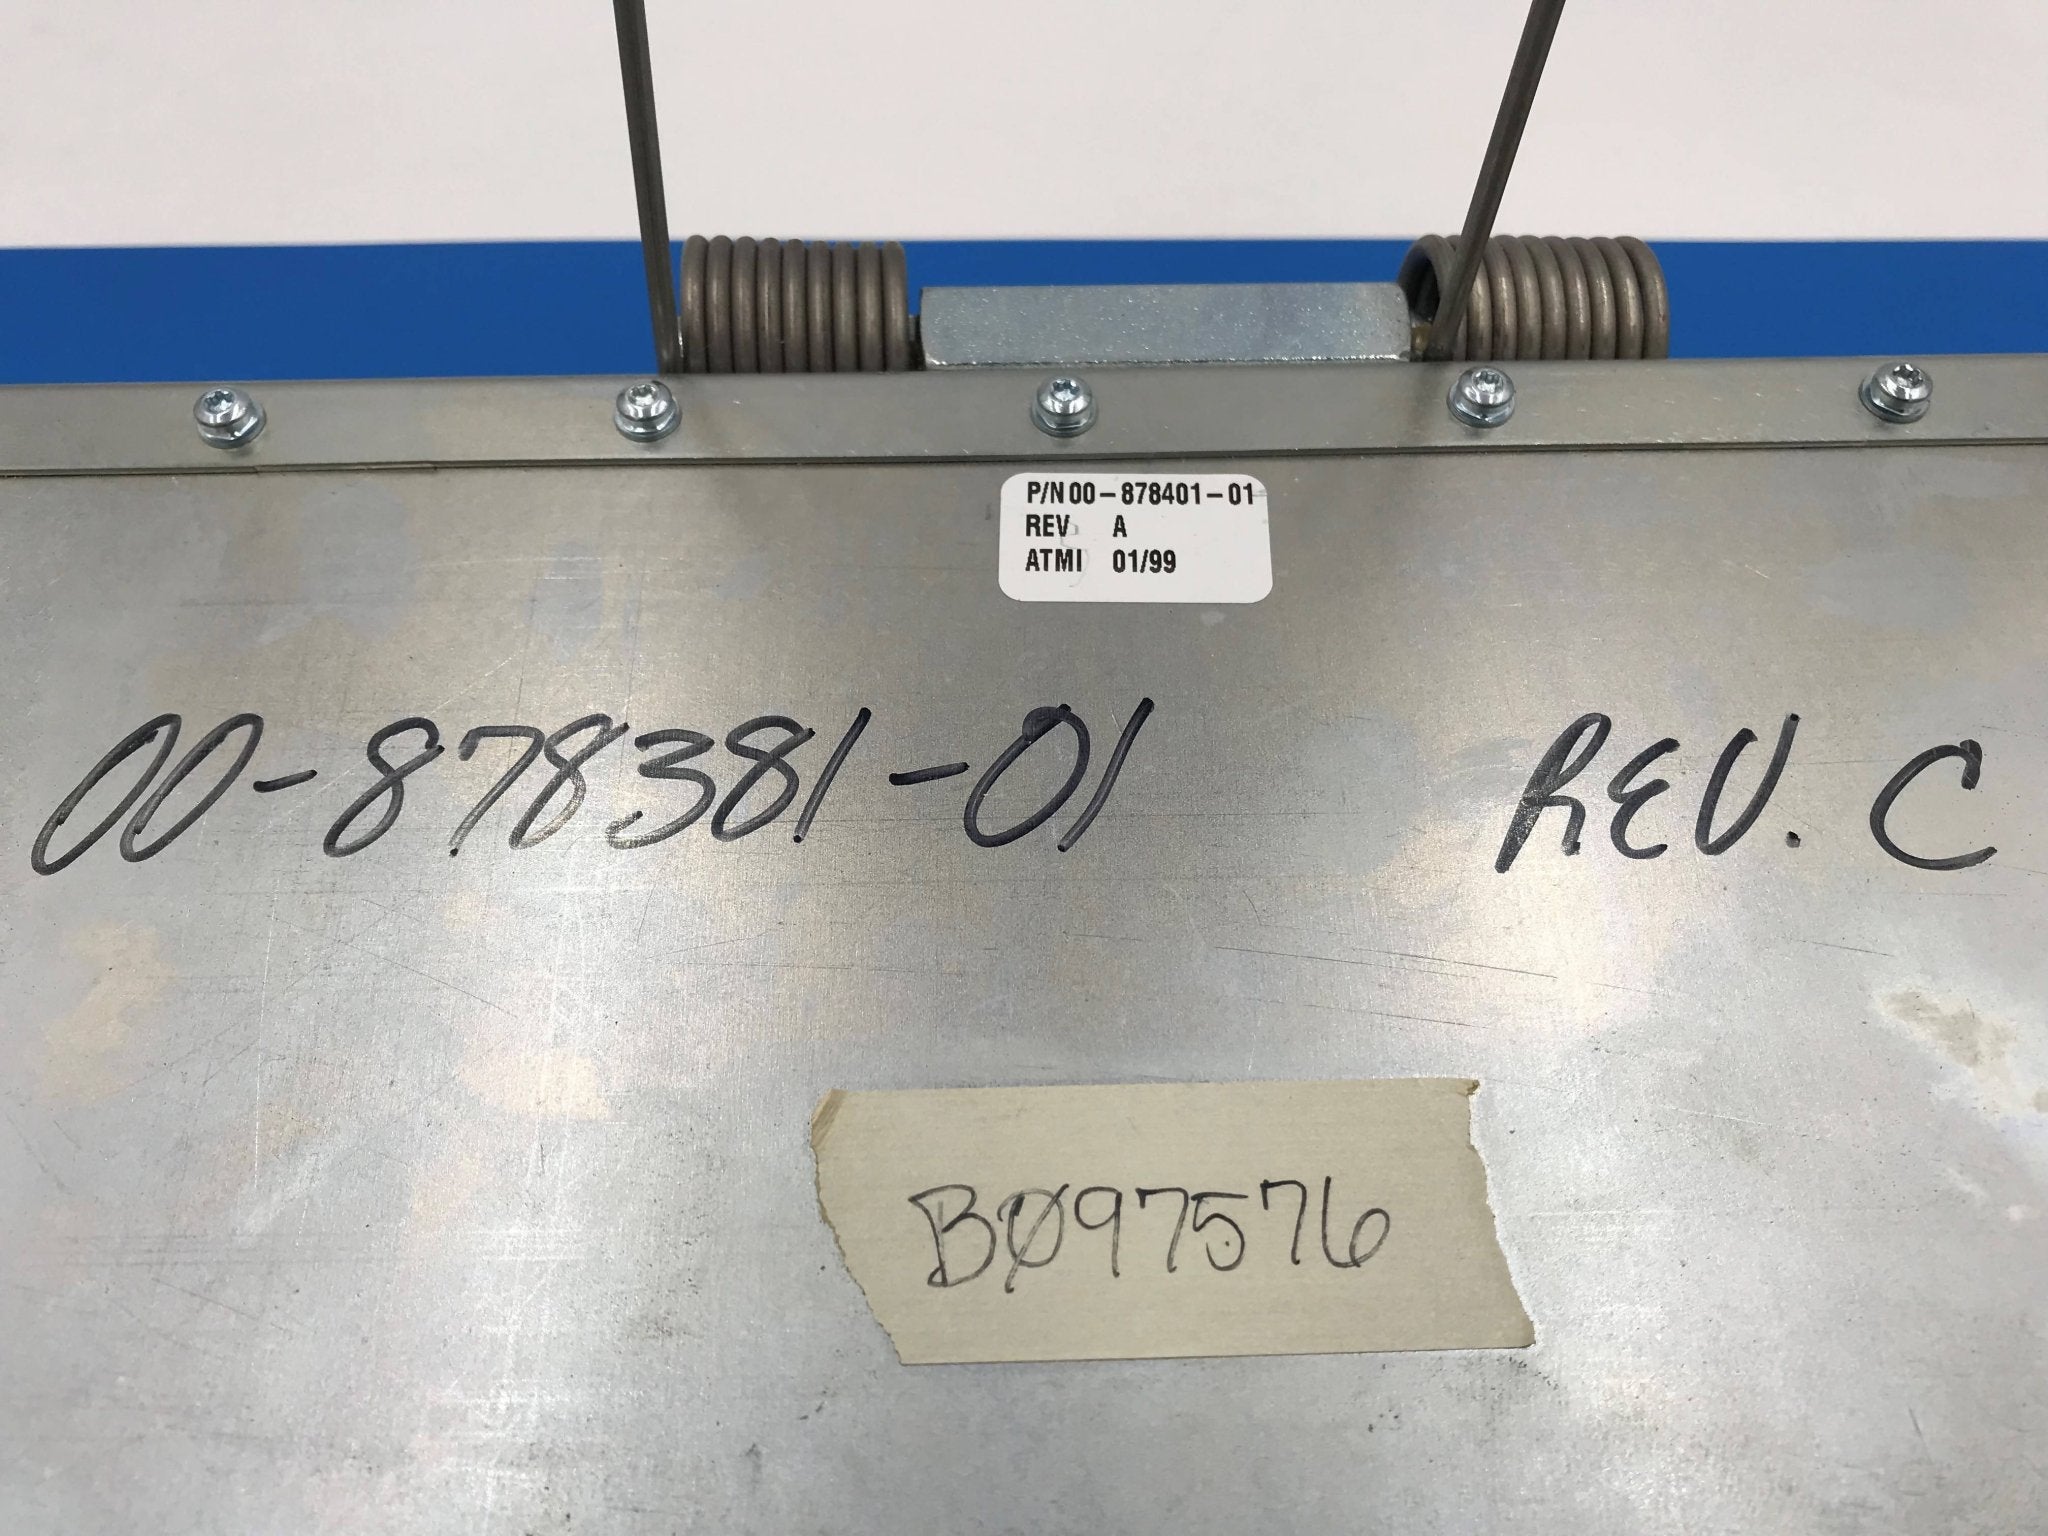 P/N 00-878401-01
REV A
ATMI 01/99
00-878381-01 REV. C
BØ97576